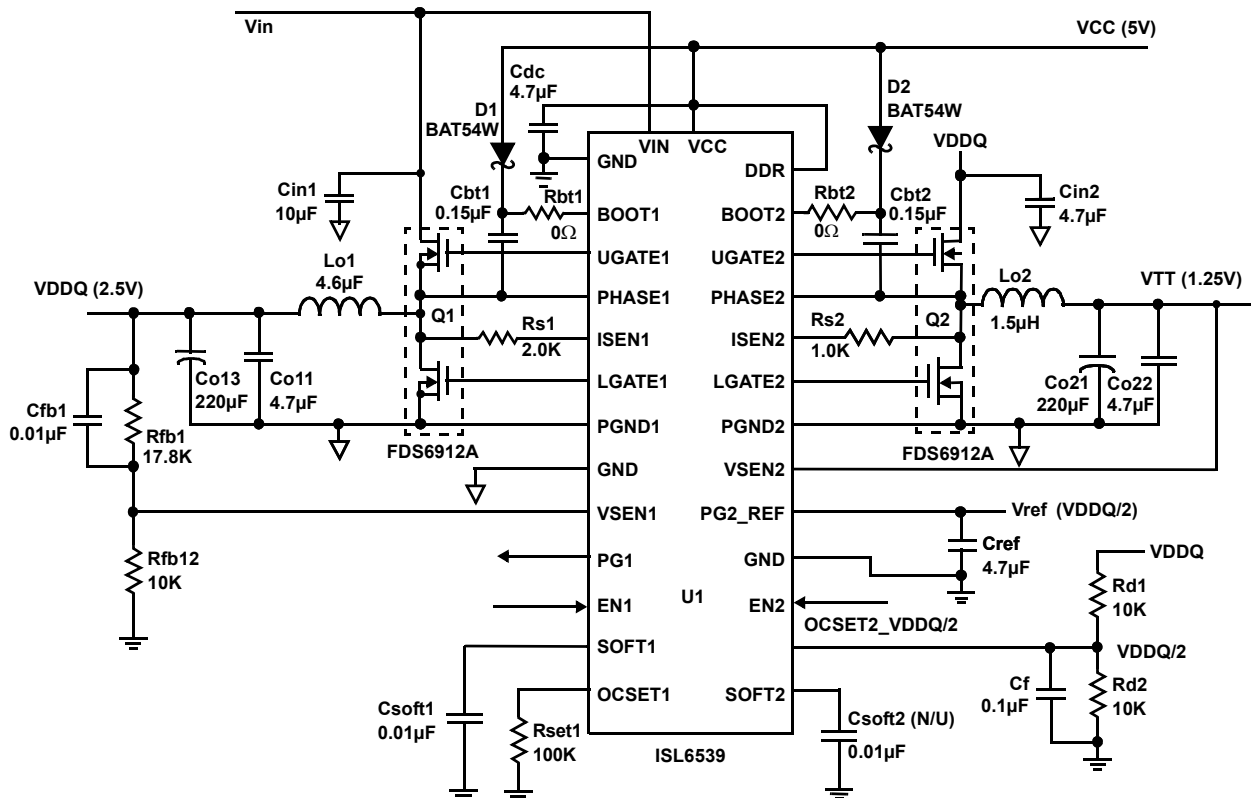 Vin
VCC (5V)
Cdc
4.7µF
D1
BAT54W
D2
BAT54W
VDDQ
VIN
VCC
GND
DDR
Cin1
10µF
Cbt1
0.15µF
Rbt1
0Ω
BOOT1
BOOT2
Rbt2
0Ω
Cbt2
0.15µF
Cin2
4.7µF
UGATE1
UGATE2
Lo1
4.6µF
VDDQ (2.5V)
PHASE1
PHASE2
Lo2
1.5µH
VTT (1.25V)
Q1
Rs1
2.0K
ISEN1
ISEN2
Rs2
1.0K
Q2
Co13
220µF
Co11
4.7µF
LGATE1
LGATE2
Co21
220µF
Co22
4.7µF
Cfb1
0.01µF
Rfb1
17.8K
PGND1
PGND2
FDS6912A
FDS6912A
GND
VSEN2
VSEN1
PG2_REF
Vref (VDDQ/2)
Rfb12
10K
PG1
GND
Cref
4.7µF
VDDQ
U1
EN1
EN2
OCSET2_VDDQ/2
Rd1
10K
SOFT1
VDDQ/2
OCSET1
SOFT2
Csoft1
0.01µF
Rset1
100K
Csoft2 (N/U)
0.01µF
Cf
0.1µF
Rd2
10K
ISL6539